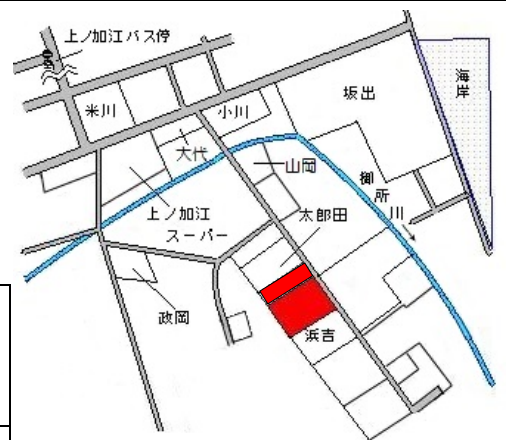 上ノ加江バス停
米川
小川
坂出
海岸
大代
山岡
御所川
上ノ加江
スーパー
太郎田
政岡
浜吉